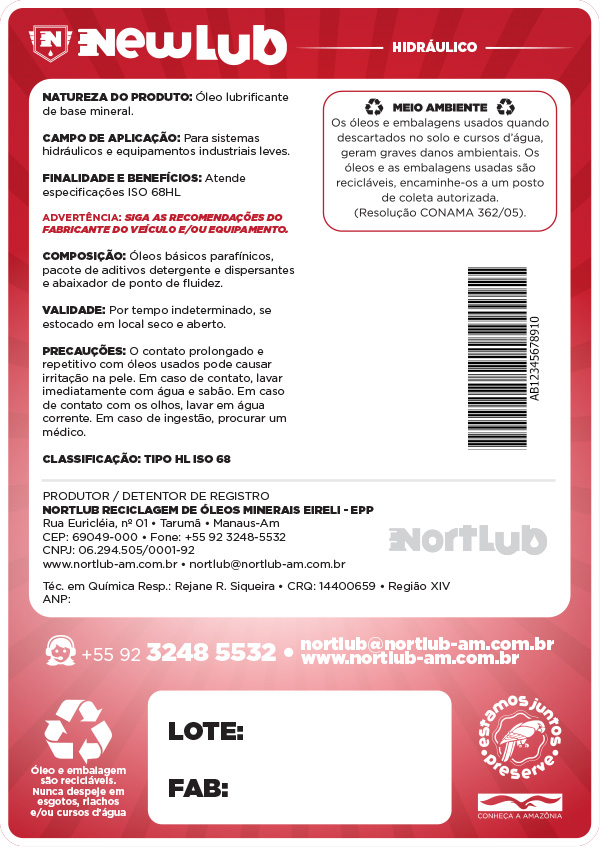 N NEWLUB
HIDRÁULICO
NATUREZA DO PRODUTO: Óleo lubrificante
de base mineral.
CAMPO DE APLICAÇÃO: Para sistemas
hidráulicos e equipamentos industriais leves.
FINALIDADE E BENEFÍCIOS: Atende
especificações ISO 68HL
ADVERTÊNCIA: SIGA AS RECOMENDAÇÕES DO
FABRICANTE DO VEÍCULO E/OU EQUIPAMENTO.
COMPOSIÇÃO: Óleos básicos parafínicos,
pacote de aditivos detergente e dispersantes
e abaixador de ponto de fluidez.
VALIDADE: Por tempo indeterminado, se
estocado em local seco e aberto.
PRECAUÇÕES: O contato prolongado e
repetitivo com óleos usados pode causar
irritação na pele. Em caso de contato, lavar
imediatamente com água e sabão. Em caso
de contato com os olhos, lavar em água
corrente. Em caso de ingestão, procurar um
médico.
CLASSIFICAÇÃO: TIPO HL ISO 68
MEIO AMBIENTE
Os óleos e embalagens usados quando
descartados no solo e cursos d'água,
geram graves danos ambientais. Os
óleos e as embalagens usadas são
recicláveis, encaminhe-os a um posto
de coleta autorizada.
(Resolução CONAMA 362/05).
AB12345678910
PRODUTOR / DETENTOR DE REGISTRO
NORTLUB RECICLAGEM DE ÓLEOS MINERAIS EIRELI - EPP
Rua Euricléia, nº 01 • Tarumã • Manaus-Am
CEP: 69049-000 • Fone: +55 92 3248-5532
CNPJ: 06.294.505/0001-92
www.nortlub-am.com.br • nortlub@nortlub-am.com.br
NORTLUB
Téc. em Química Resp.: Rejane R. Siqueira • CRQ: 14400659 • Região XIV
ANP:
+55 92 3248 5532 • nortlub@nortlub-am.com.br
www.nortlub-am.com.br
Óleo e embalagem
são recicláveis.
Nunca despeje em
esgotos, riachos
e/ou cursos d'água
LOTE:
FAB:
estamos juntos
• preserve •
CONHEÇA A AMAZÔNIA